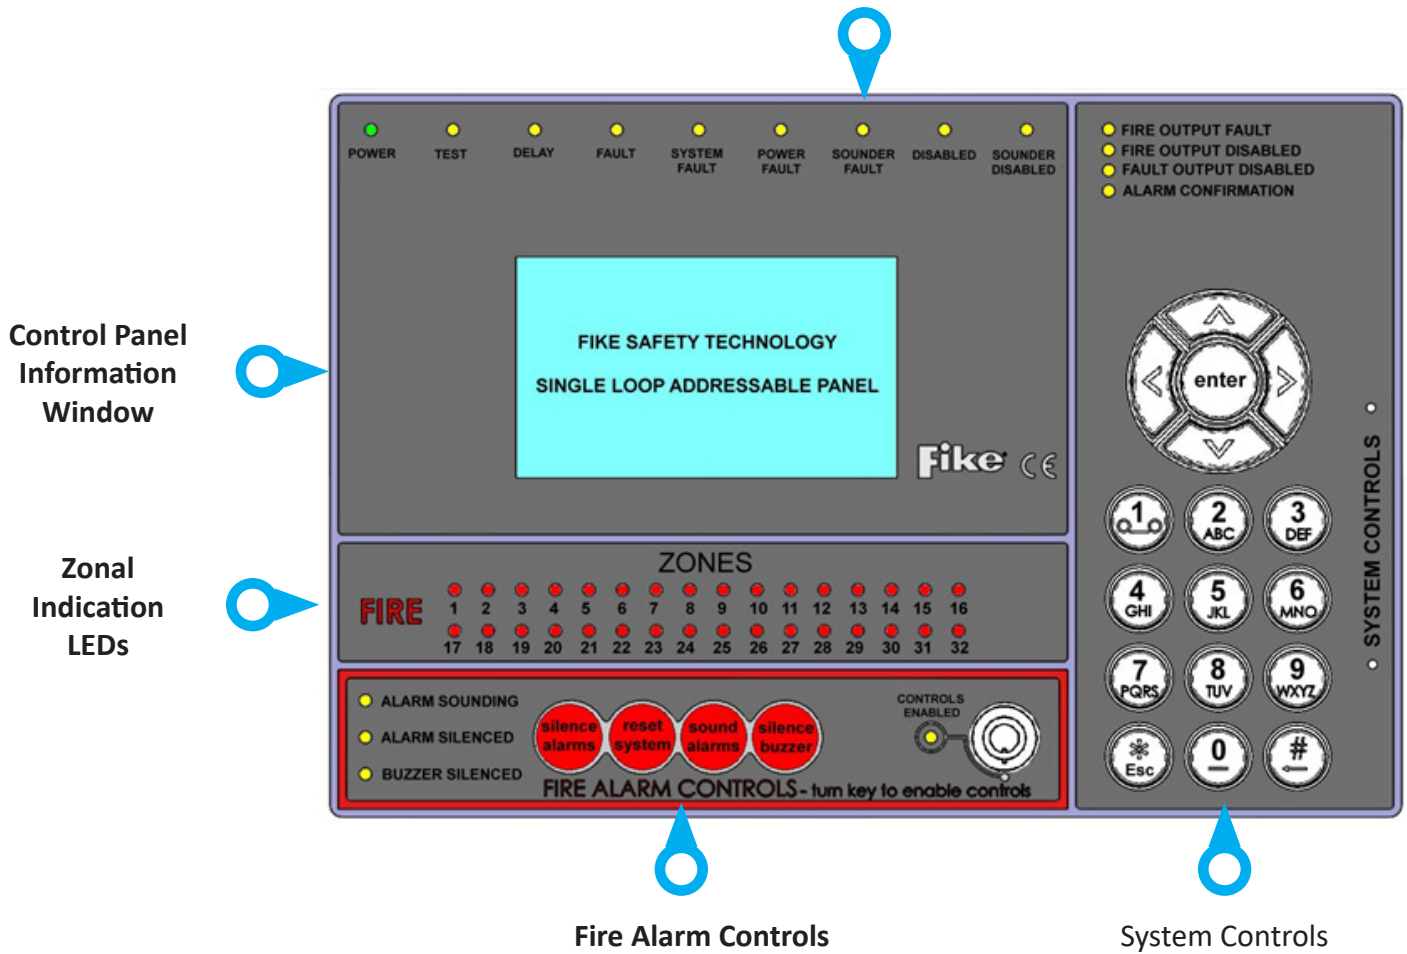 POWER
TEST
DELAY
FAULT
SYSTEM
FAULT
POWER
FAULT
SOUNDER
FAULT
DISABLED
SOUNDER
DISABLED
FIRE OUTPUT FAULT
FIRE OUTPUT DISABLED
FAULT OUTPUT DISABLED
ALARM CONFIRMATION
Control Panel
Information
Window
FIKE SAFETY TECHNOLOGY
SINGLE LOOP ADDRESSABLE PANEL
Fike CE
enter
1
2
ABC
3
DEF
4
GHI
5
JKL
6
MNO
7
PQRS
8
TUV
9
WXYZ
*
Esc
0
#
SYSTEM CONTROLS
Zonal
Indication
LEDs
ZONES
FIRE
1 2 3 4 5 6 7 8 9 10 11 12 13 14 15 16
17 18 19 20 21 22 23 24 25 26 27 28 29 30 31 32
ALARM SOUNDING
ALARM SILENCED
BUZZER SILENCED
silence
alarms
reset
system
sound
alarms
silence
buzzer
CONTROLS
ENABLED
FIRE ALARM CONTROLS - turn key to enable controls
Fire Alarm Controls
System Controls